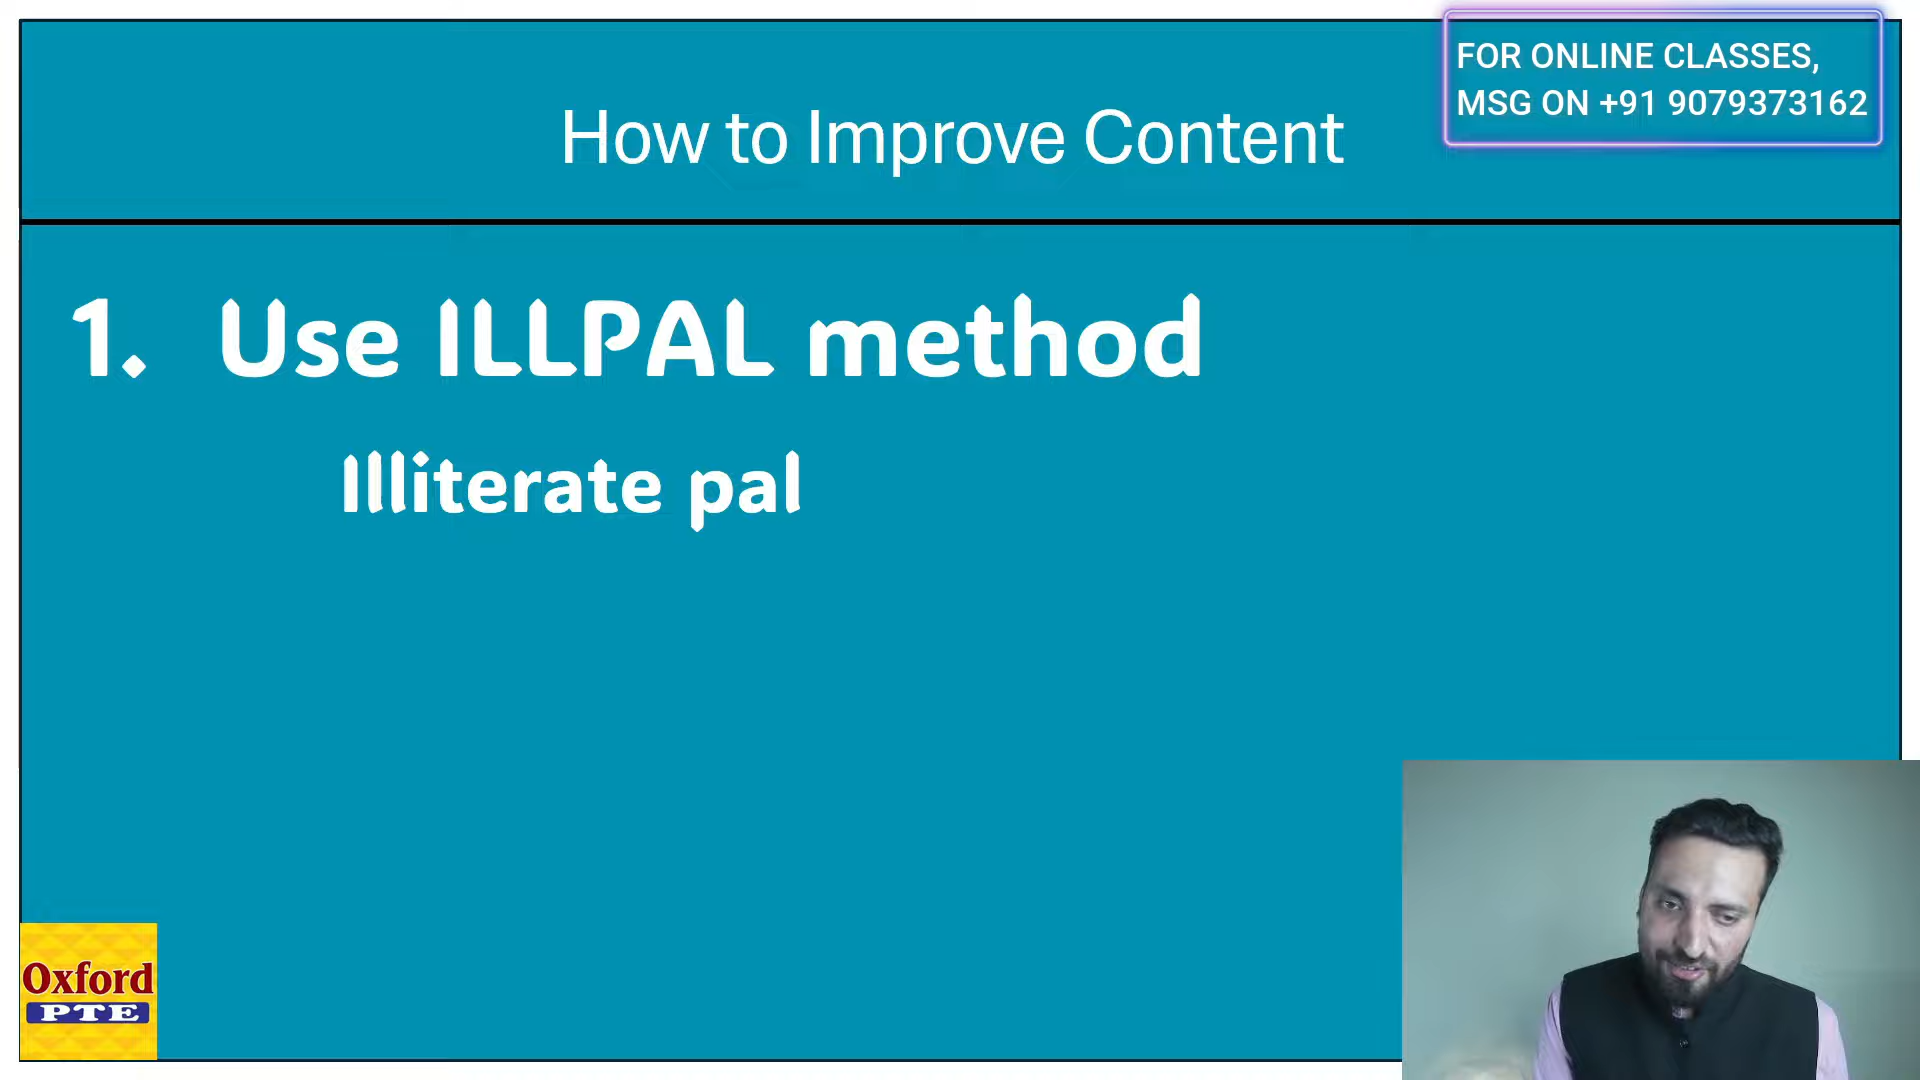 FOR ONLINE CLASSES,
MSG ON +91 9079373162
How to Improve Content
1. Use ILLPAL method
Illiterate pal
Oxford
PTE